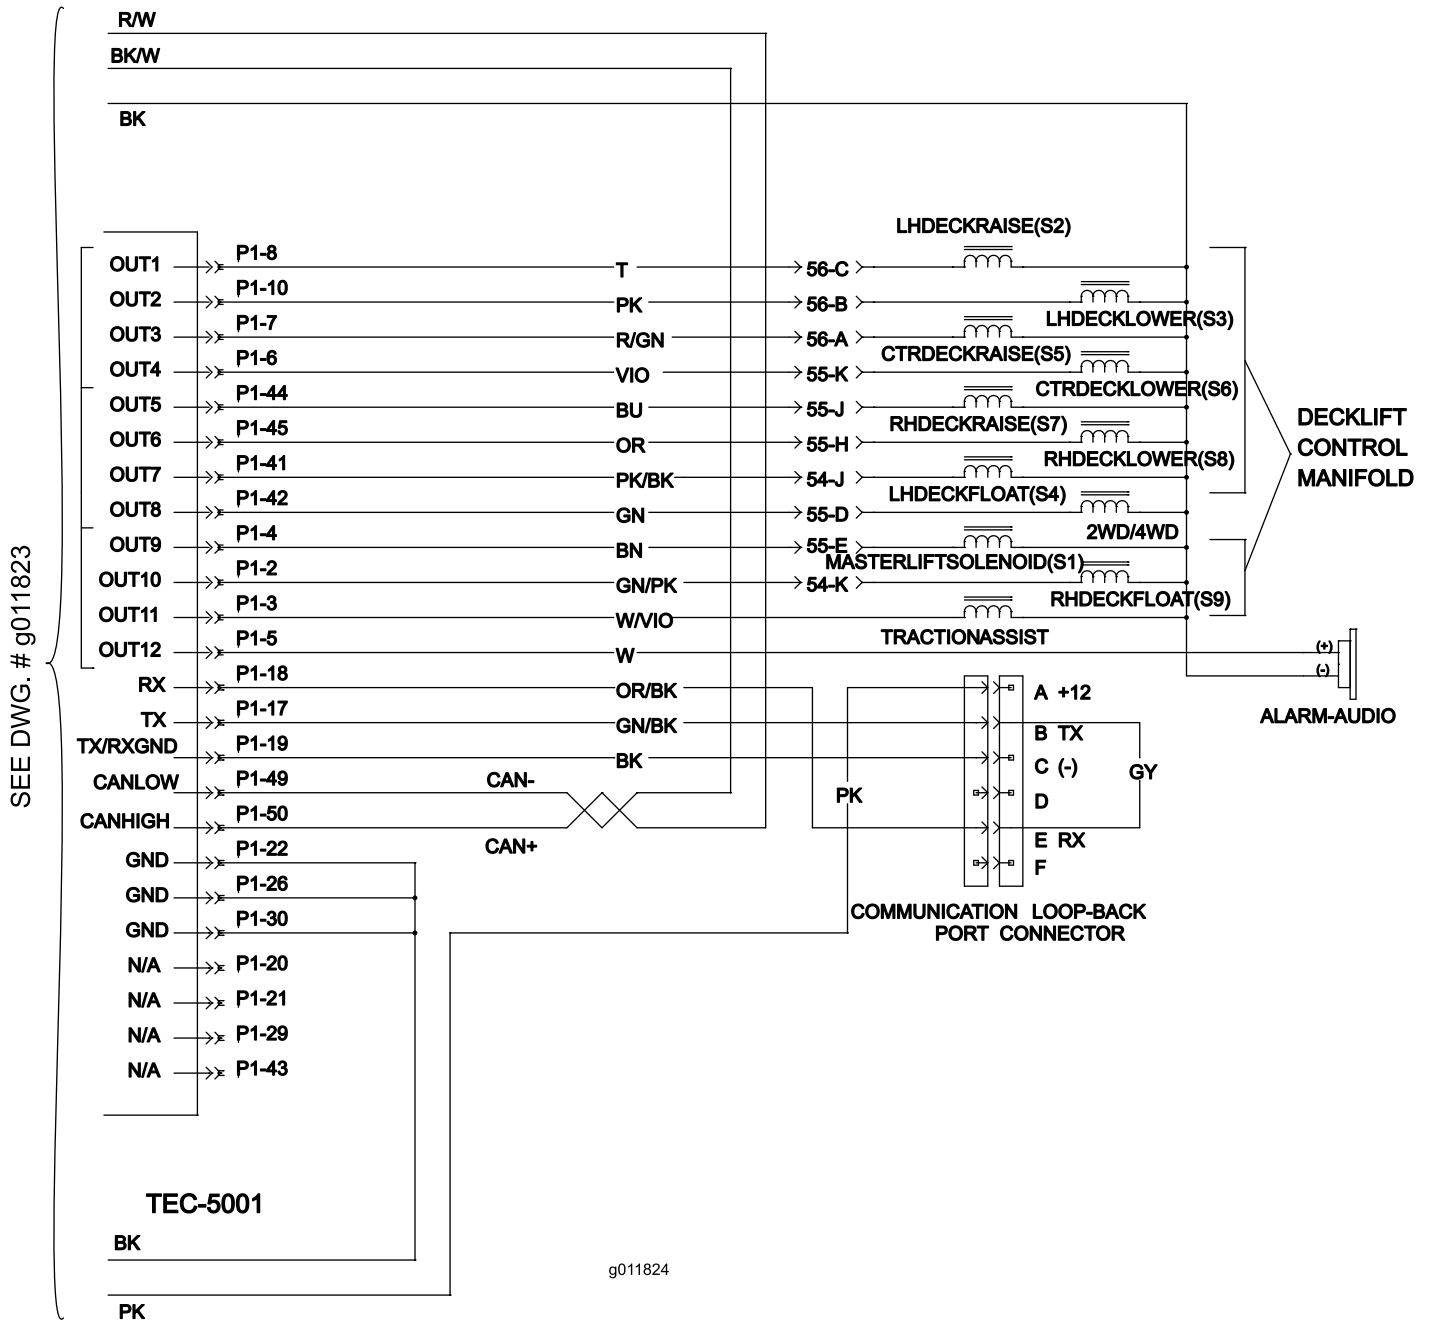 R/W
BK/W
BK
SEE DWG. # g011823
OUT1 P1-8 T 56-C LHDECKRAISE(S2)
OUT2 P1-10 PK 56-B LHDECKLOWER(S3)
OUT3 P1-7 R/GN 56-A CTRDECKRAISE(S5)
OUT4 P1-6 VIO 55-K CTRDECKLOWER(S6)
OUT5 P1-44 BU 55-J RHDECKRAISE(S7)
OUT6 P1-45 OR 55-H RHDECKLOWER(S8)
OUT7 P1-41 PK/BK 54-J LHDECKFLOAT(S4)
OUT8 P1-42 GN 55-D 2WD/4WD
OUT9 P1-4 BN 55-E MASTERLIFTSOLENOID(S1)
OUT10 P1-2 GN/PK 54-K RHDECKFLOAT(S9)
OUT11 P1-3 W/VIO TRACTIONASSIST
OUT12 P1-5 W (+)
(-)
ALARM-AUDIO
DECKLIFT
CONTROL
MANIFOLD
RX P1-18 OR/BK
TX P1-17 GN/BK
TX/RXGND P1-19 BK
CANLOW P1-49 CAN-
CANHIGH P1-50 CAN+
GND P1-22
GND P1-26
GND P1-30
N/A P1-20
N/A P1-21
N/A P1-29
N/A P1-43
A +12
B TX
C (-)
D
E RX
F
GY
PK
COMMUNICATION LOOP-BACK
PORT CONNECTOR
TEC-5001
BK
PK
g011824